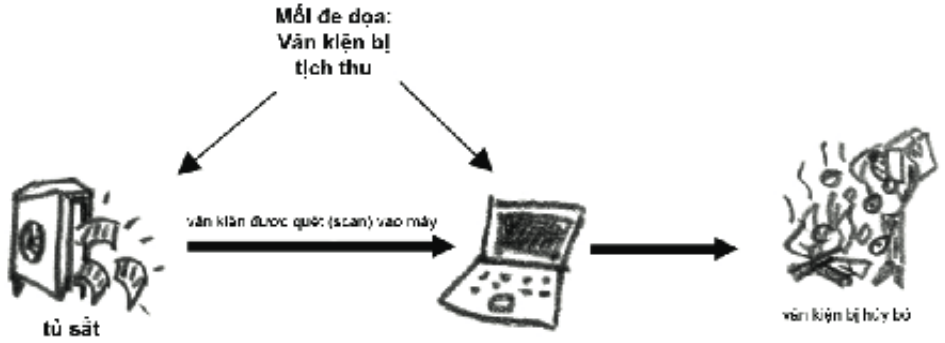 Mối đe dọa:
Văn kiện bị
tịch thu
văn kiện được quét (scan) vào máy
tủ sắt
văn kiện bị hủy bỏ